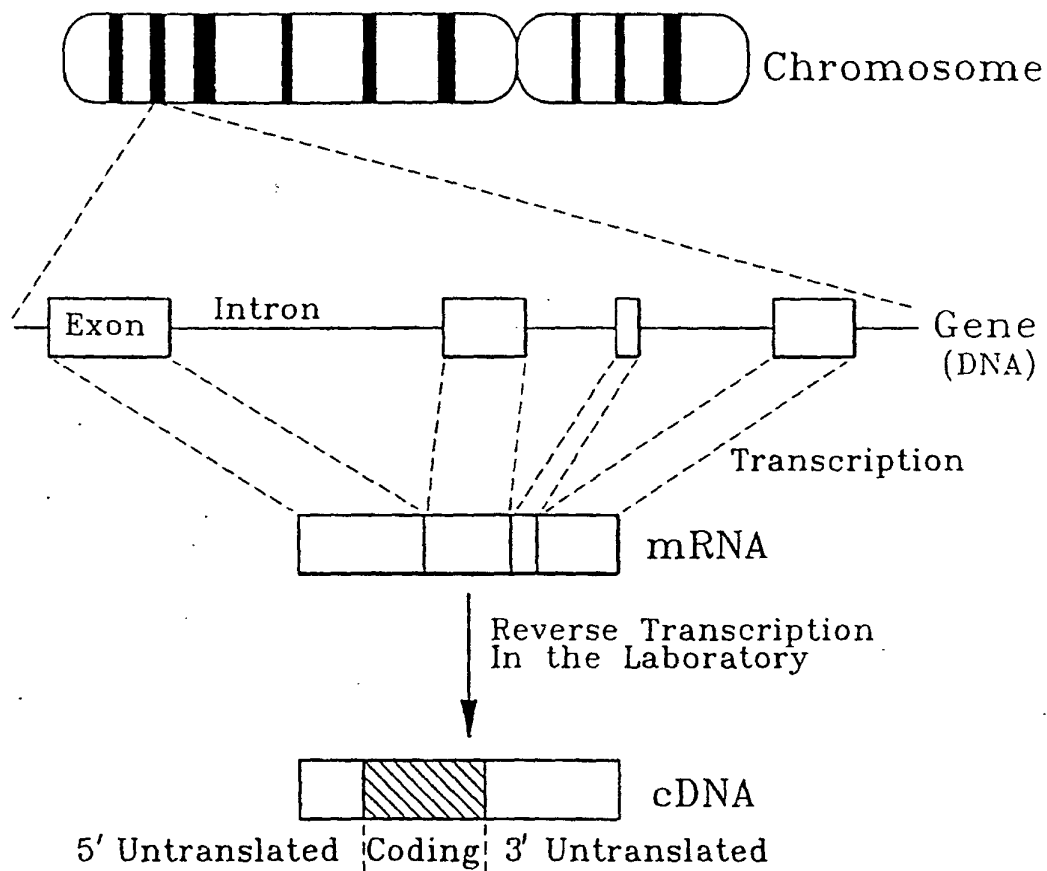 Chromosome
Exon
Intron
Gene
(DNA)
Transcription
mRNA
Reverse Transcription
In the Laboratory
cDNA
5′ Untranslated
Coding
3′ Untranslated